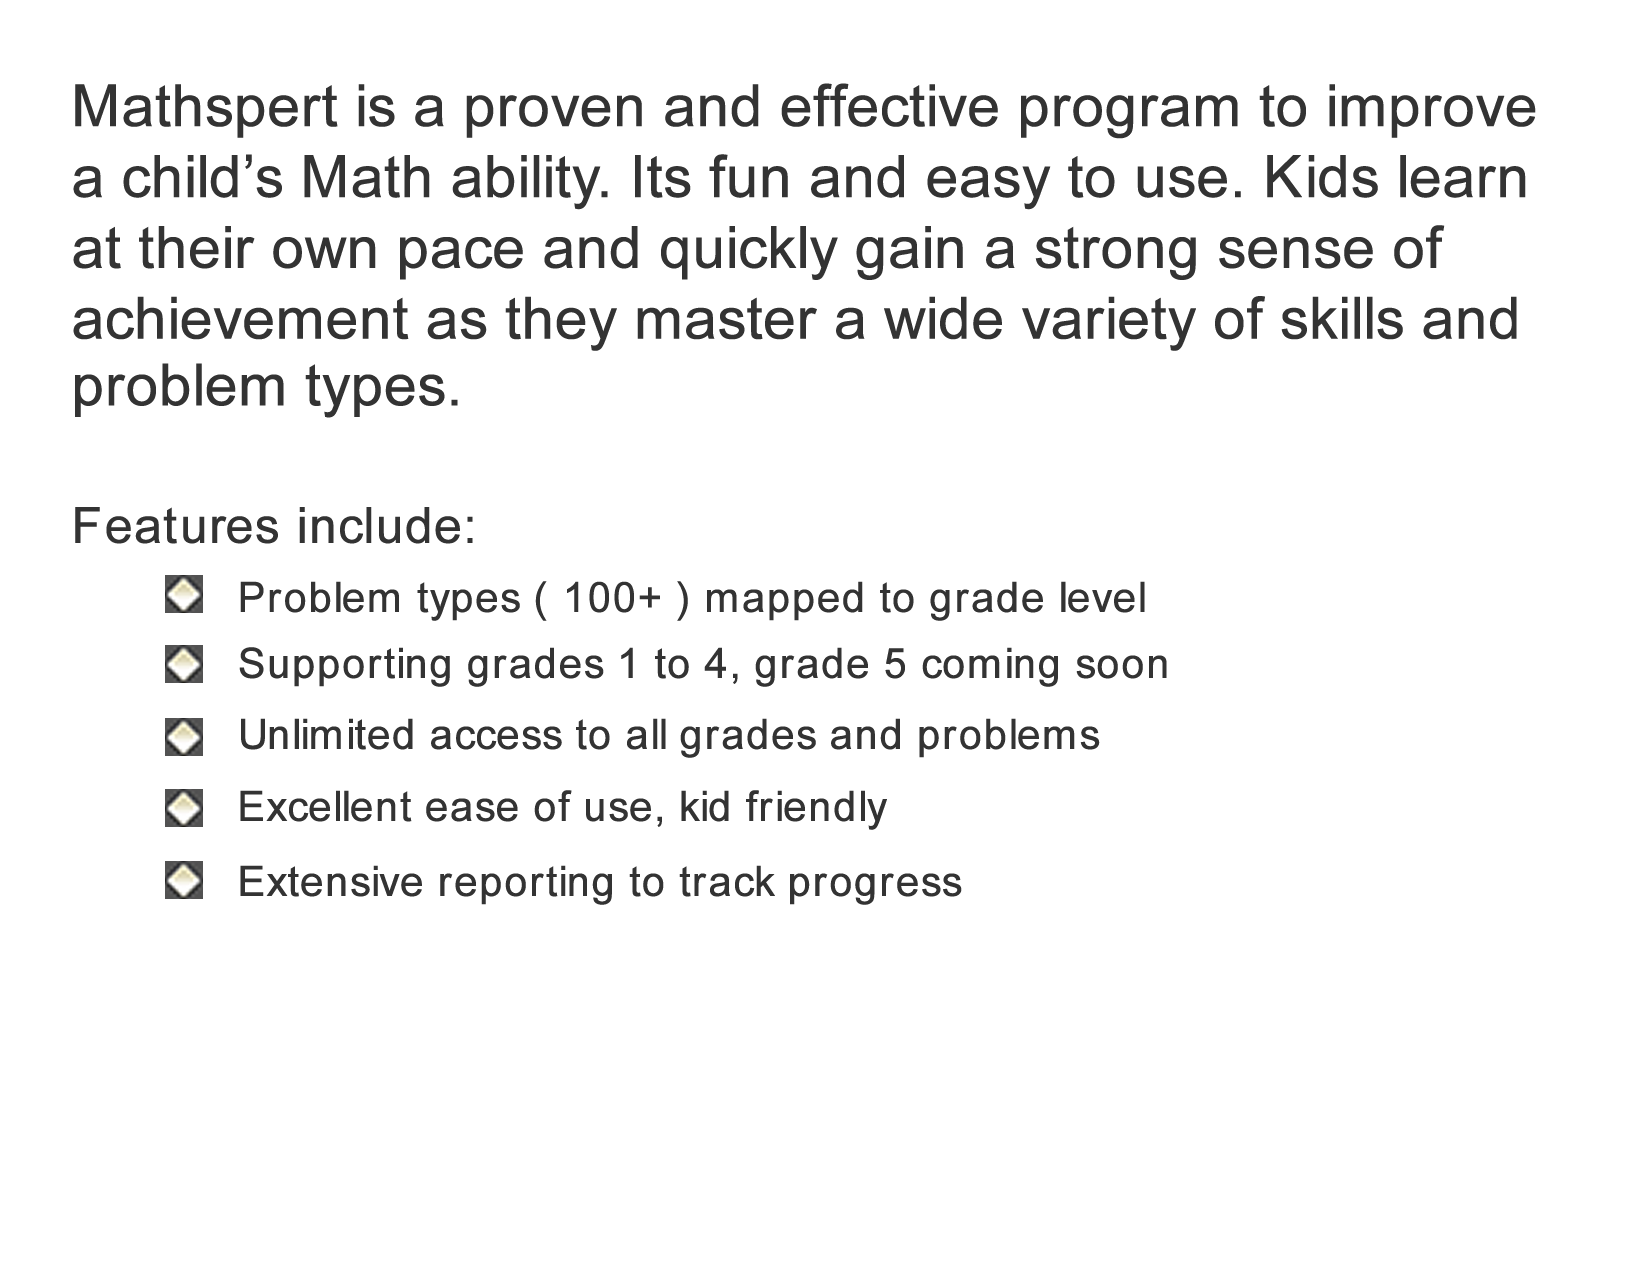 Mathspert is a proven and effective program to improve
a child’s Math ability. Its fun and easy to use. Kids learn
at their own pace and quickly gain a strong sense of
achievement as they master a wide variety of skills and
problem types.
Features include:
Problem types ( 100+ ) mapped to grade level
Supporting grades 1 to 4, grade 5 coming soon
Unlimited access to all grades and problems
Excellent ease of use, kid friendly
Extensive reporting to track progress